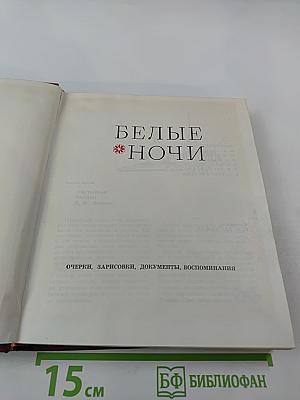 БЕЛЫЕ
НОЧИ
ОЧЕРКИ, ЗАРИСОВКИ, ДОКУМЕНТЫ, ВОСПОМИНАНИЯ
15 см
БФ БИБЛИОФАН